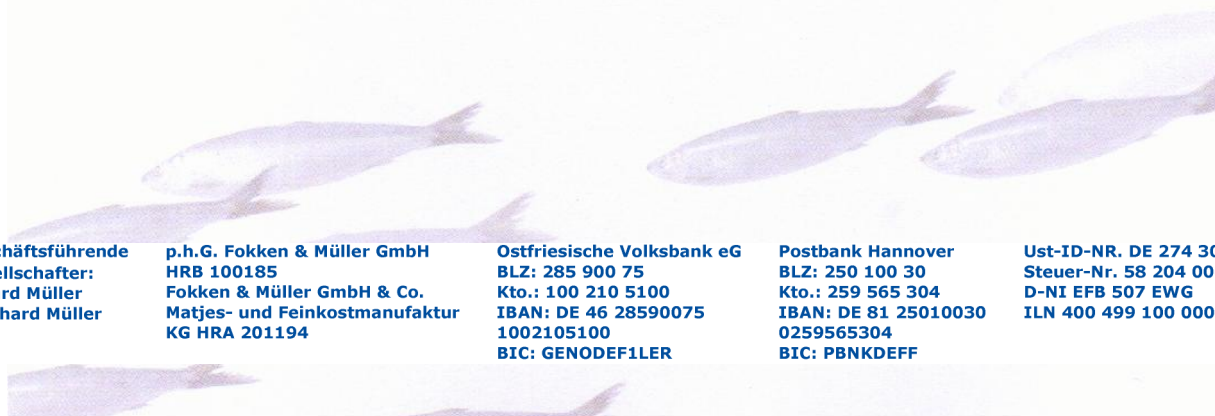 chäftsführende
ellschafter:
rd Müller
hard Müller
p.h.G. Fokken & Müller GmbH
HRB 100185
Fokken & Müller GmbH & Co.
Matjes- und Feinkostmanufaktur
KG HRA 201194
Ostfriesische Volksbank eG
BLZ: 285 900 75
Kto.: 100 210 5100
IBAN: DE 46 28590075
1002105100
BIC: GENODEF1LER
Postbank Hannover
BLZ: 250 100 30
Kto.: 259 565 304
IBAN: DE 81 25010030
0259565304
BIC: PBNKDEFF
Ust-ID-NR. DE 274 30
Steuer-Nr. 58 204 00
D-NI EFB 507 EWG
ILN 400 499 100 000